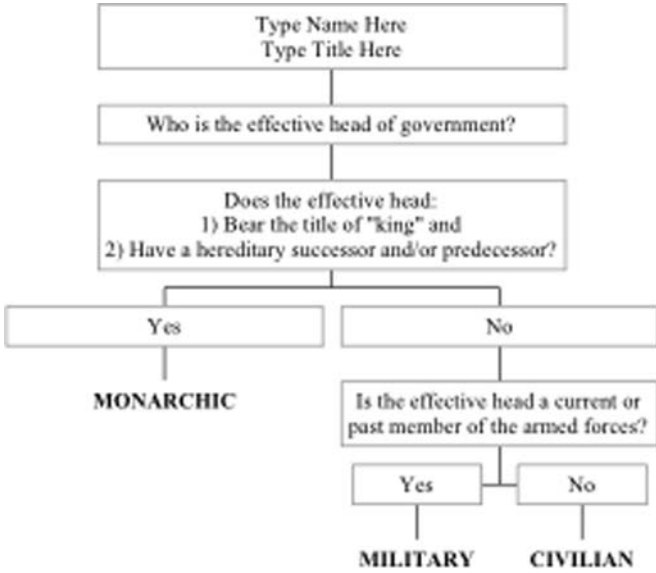 Type Name Here
Type Title Here
Who is the effective head of government?
Does the effective head:
1) Bear the title of "king" and
2) Have a hereditary successor and/or predecessor?
Yes
No
MONARCHIC
Is the effective head a current or
past member of the armed forces?
Yes
No
MILITARY
CIVILIAN